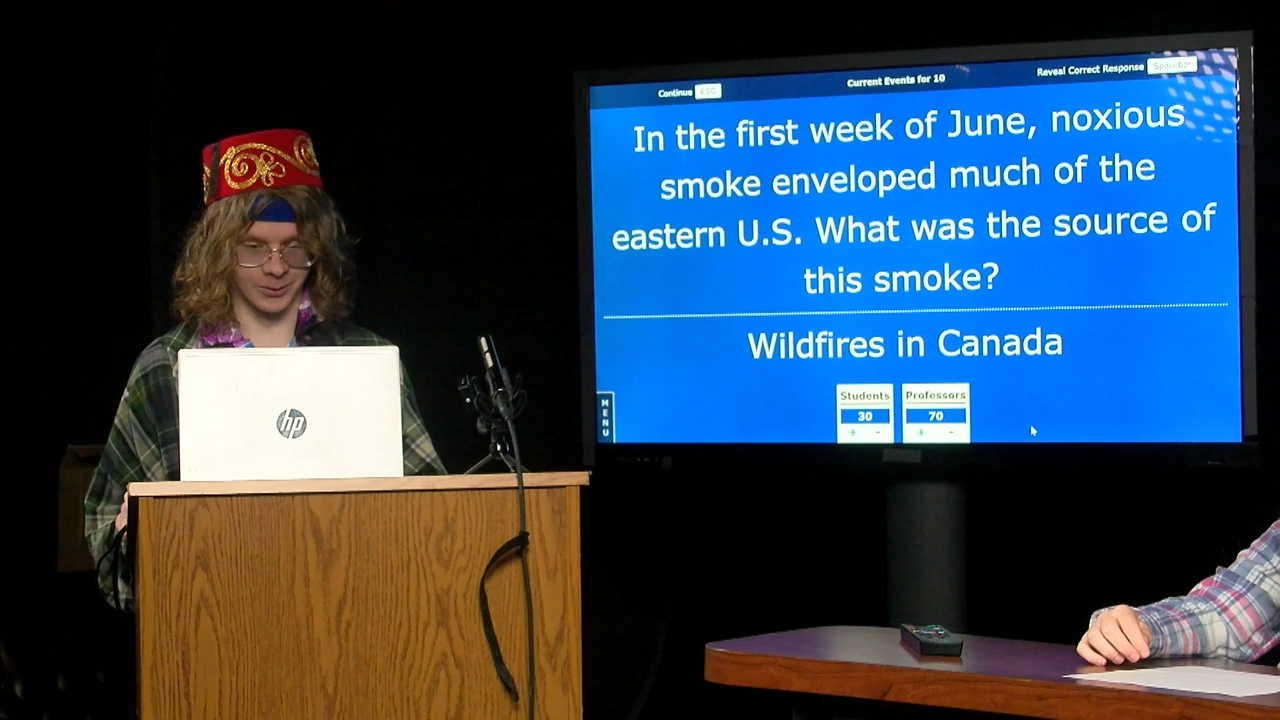 Continue ESC
Current Events for 10
Reveal Correct Response Spacebar
In the first week of June, noxious
smoke enveloped much of the
eastern U.S. What was the source of
this smoke?
Wildfires in Canada
MENU
Students
30
+ -
Professors
70
+ -
hp